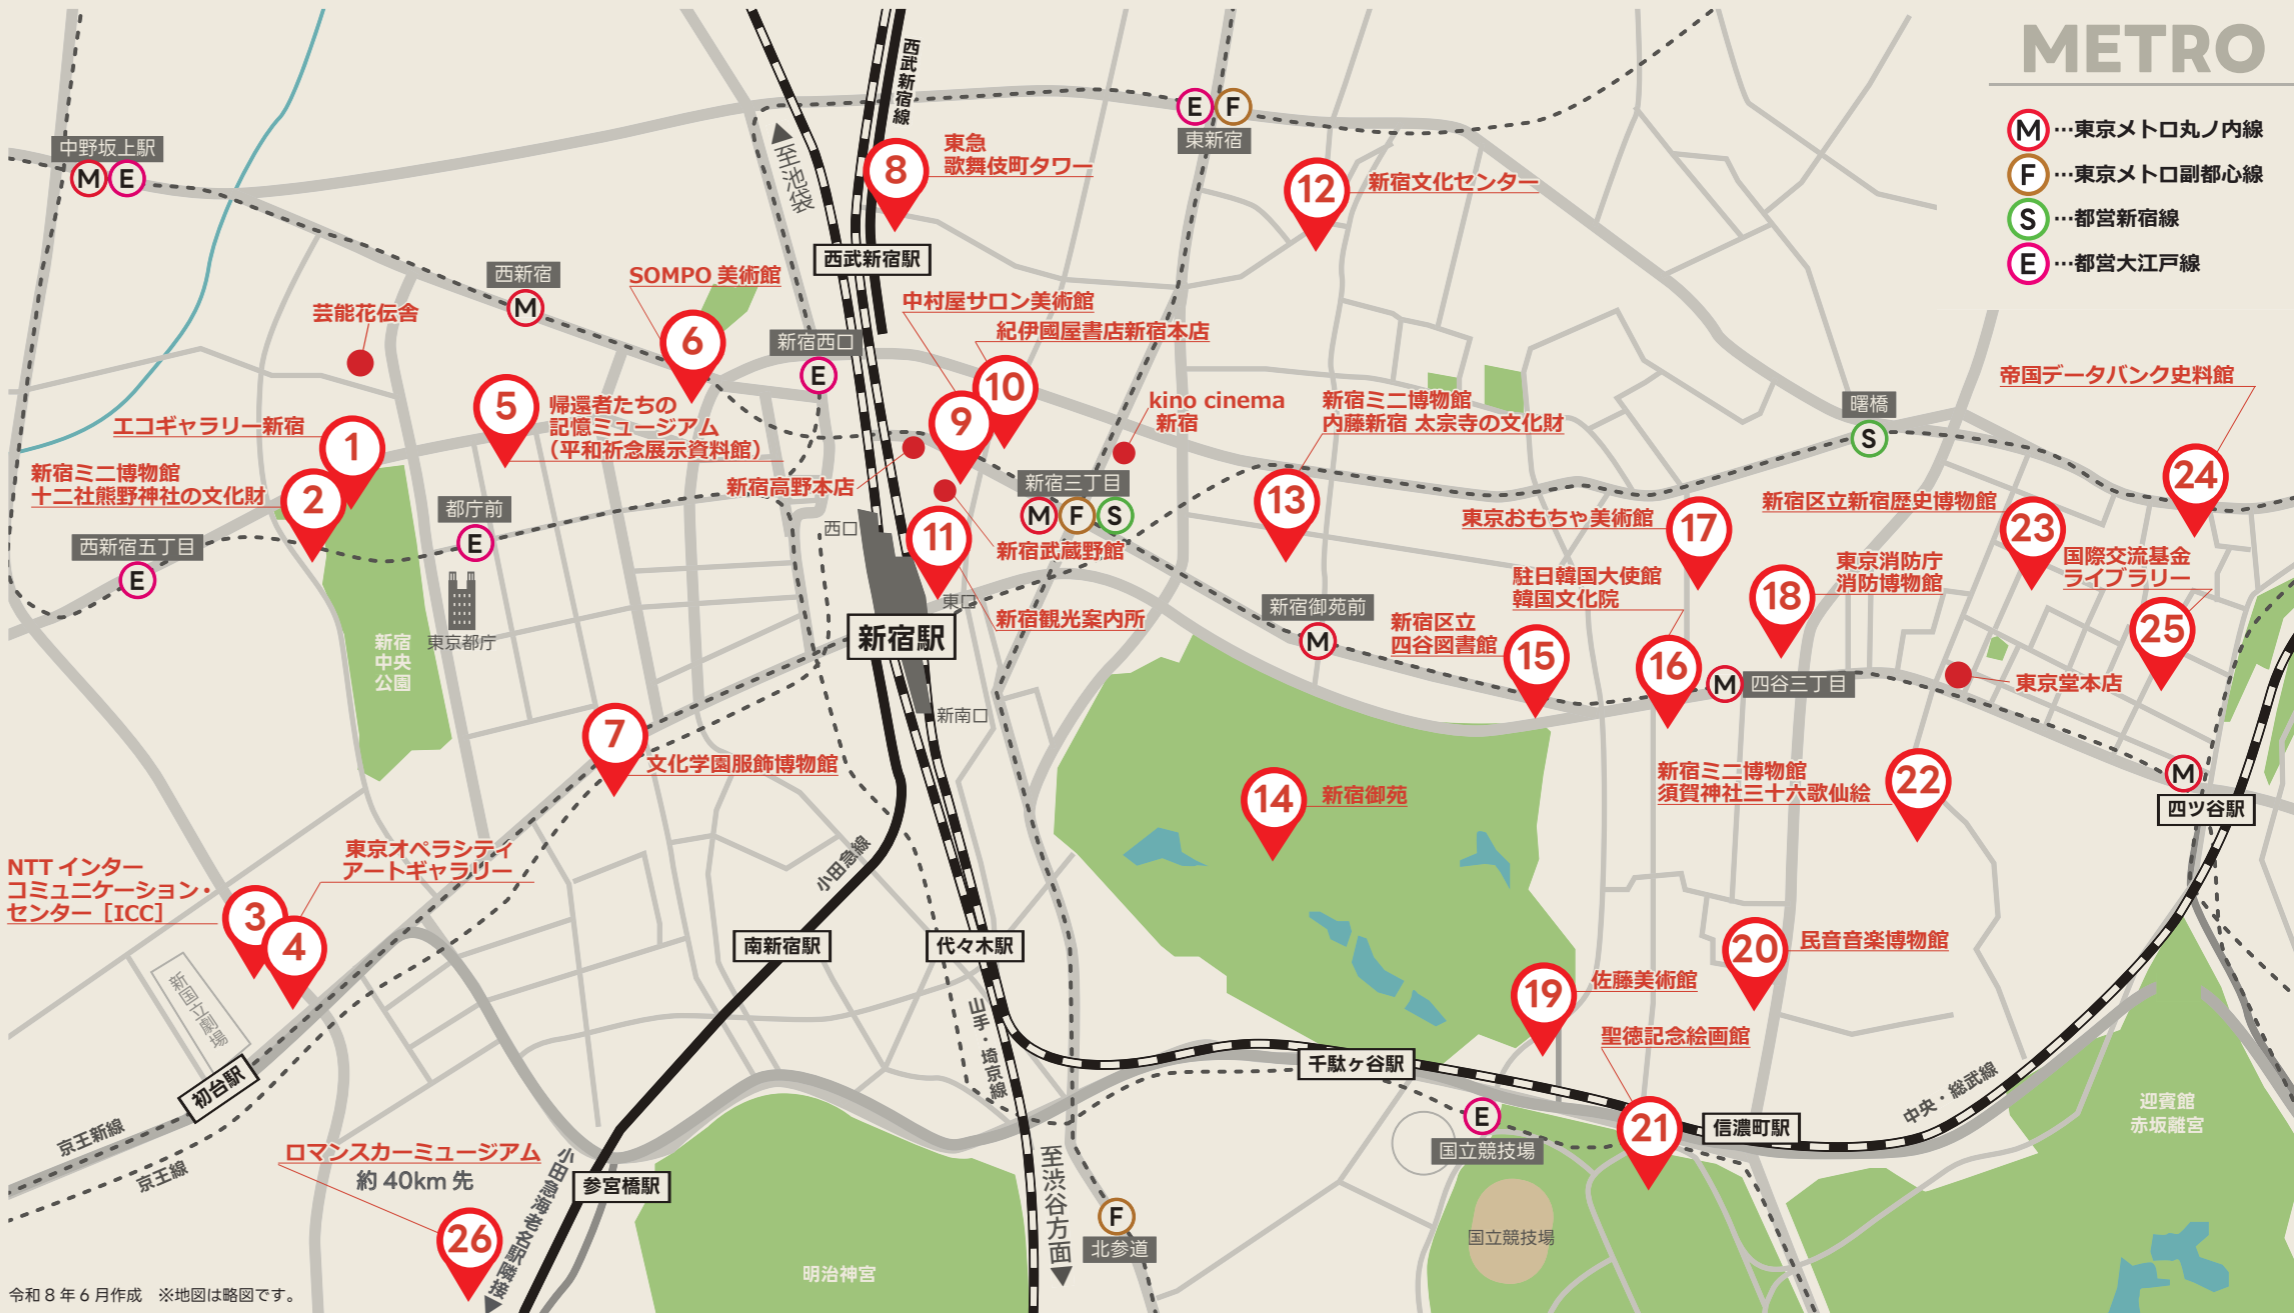 METRO
M …東京メトロ丸ノ内線
F …東京メトロ副都心線
S …都営新宿線
E …都営大江戸線
西武新宿線
中野坂上駅
M E
至池袋
8
東急
歌舞伎町タワー
E F
東新宿
12
新宿文化センター
西武新宿駅
西新宿
M
SOMPO 美術館
6
芸能花伝舎
新宿西口
E
中村屋サロン美術館
9
紀伊國屋書店新宿本店
10
kino cinema
新宿
新宿ミニ博物館
内藤新宿 太宗寺の文化財
13
曙橋
S
帝国データバンク史料館
24
エコギャラリー新宿
1
新宿ミニ博物館
十二社熊野神社の文化財
2
5
帰還者たちの
記憶ミュージアム
（平和祈念展示資料館）
新宿高野本店
新宿三丁目
M F S
都庁前
E
西新宿五丁目
E
東京都庁
新宿
中央
公園
西口
11
新宿武蔵野館
東口
新宿観光案内所
新宿駅
新南口
新宿御苑前
M
東京おもちゃ美術館
17
新宿区立新宿歴史博物館
23
国際交流基金
ライブラリー
25
駐日韓国大使館
韓国文化院
16
18
東京消防庁
消防博物館
新宿区立
四谷図書館
15
M 四谷三丁目
東京堂本店
7
文化学園服飾博物館
14
新宿御苑
新宿ミニ博物館
須賀神社三十六歌仙絵
22
M
四ツ谷駅
NTT インター
コミュニケーション・
センター［ICC］
3
東京オペラシティ
アートギャラリー
4
新国立劇場
初台駅
小田急線
南新宿駅
代々木駅
山手・埼京線
20
民音音楽博物館
19
佐藤美術館
聖徳記念絵画館
21
千駄ヶ谷駅
E
国立競技場
信濃町駅
中央・総武線
迎賓館
赤坂離宮
京王新線
京王線
ロマンスカーミュージアム
約 40km 先
26
小田急海老名駅隣接
参宮橋駅
明治神宮
至渋谷方面
F
北参道
国立競技場
令和 8 年 6 月作成　※地図は略図です。